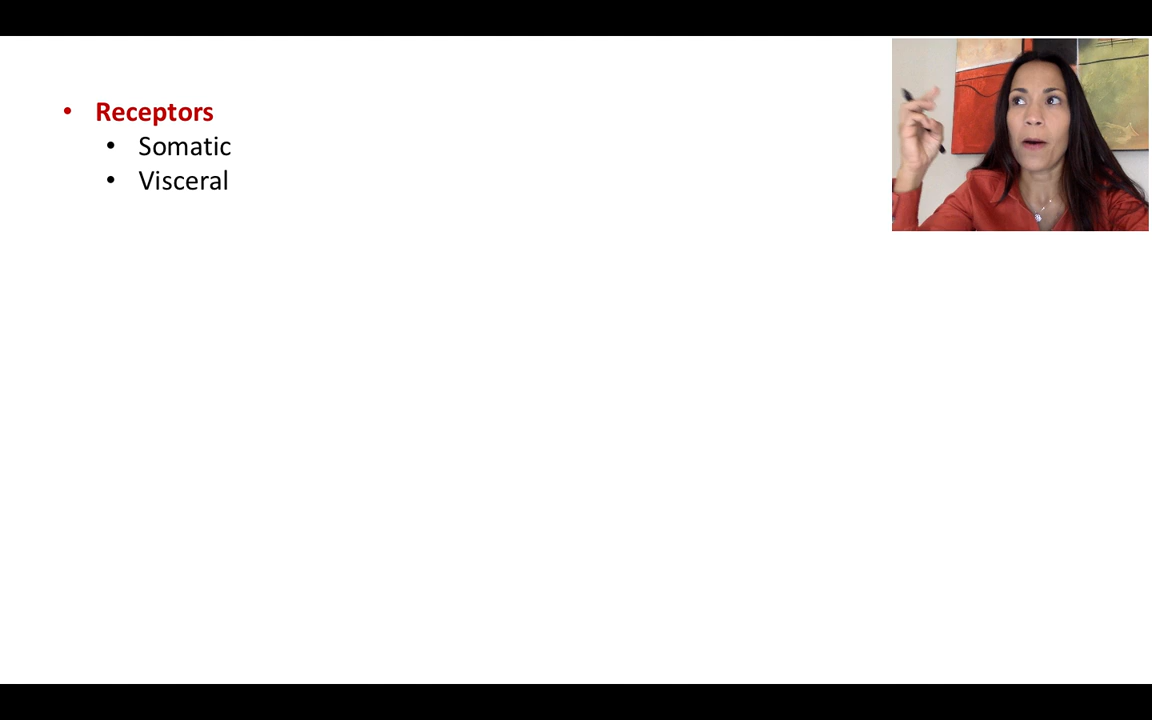 • Receptors
• Somatic
• Visceral